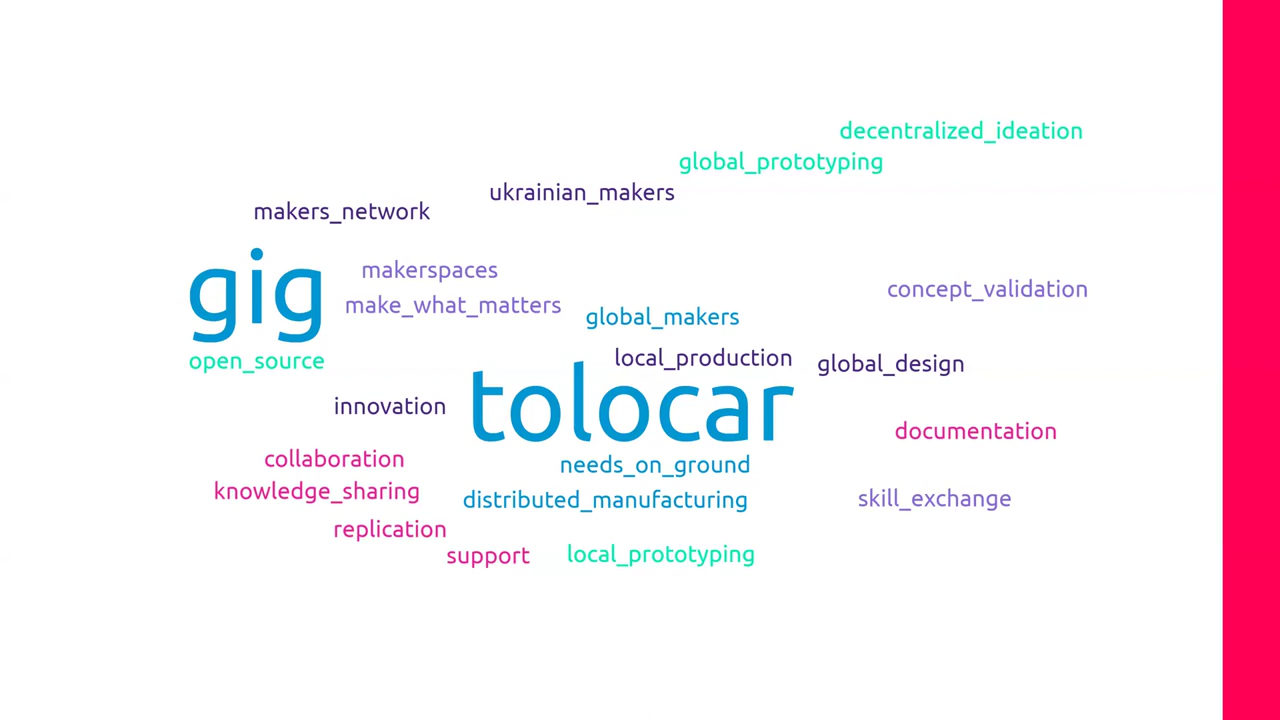 decentralized_ideation
global_prototyping
ukrainian_makers
makers_network
gig
makerspaces
concept_validation
make_what_matters
global_makers
open_source
local_production
global_design
tolocar
innovation
documentation
collaboration
needs_on_ground
knowledge_sharing
distributed_manufacturing
skill_exchange
replication
support
local_prototyping